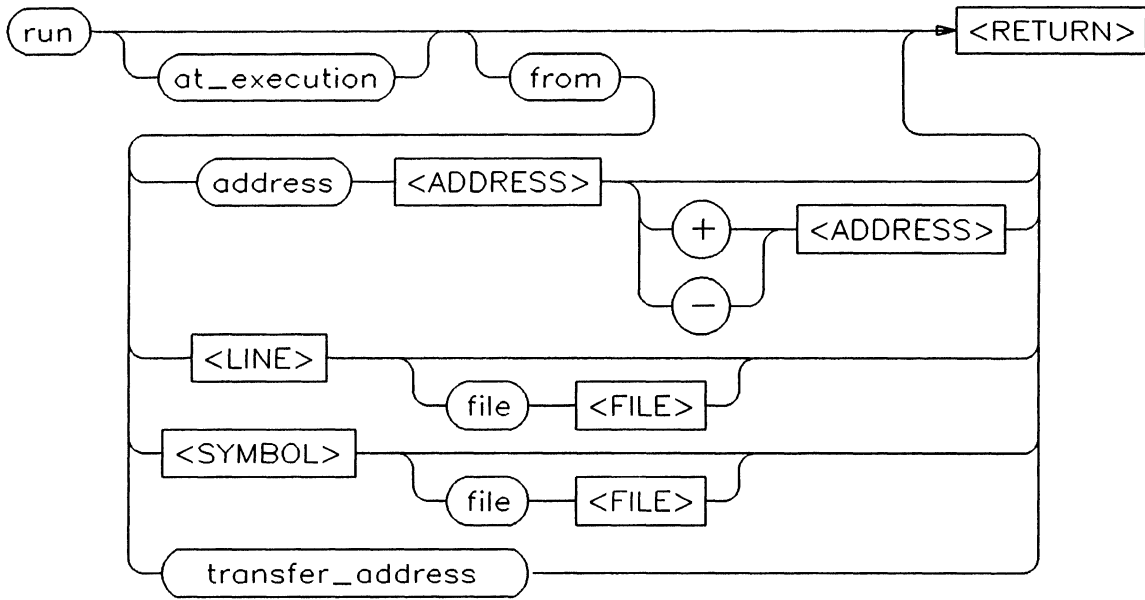 run <RETURN>
at_execution from
address <ADDRESS>
+ <ADDRESS>
−
<LINE>
file <FILE>
<SYMBOL>
file <FILE>
transfer_address